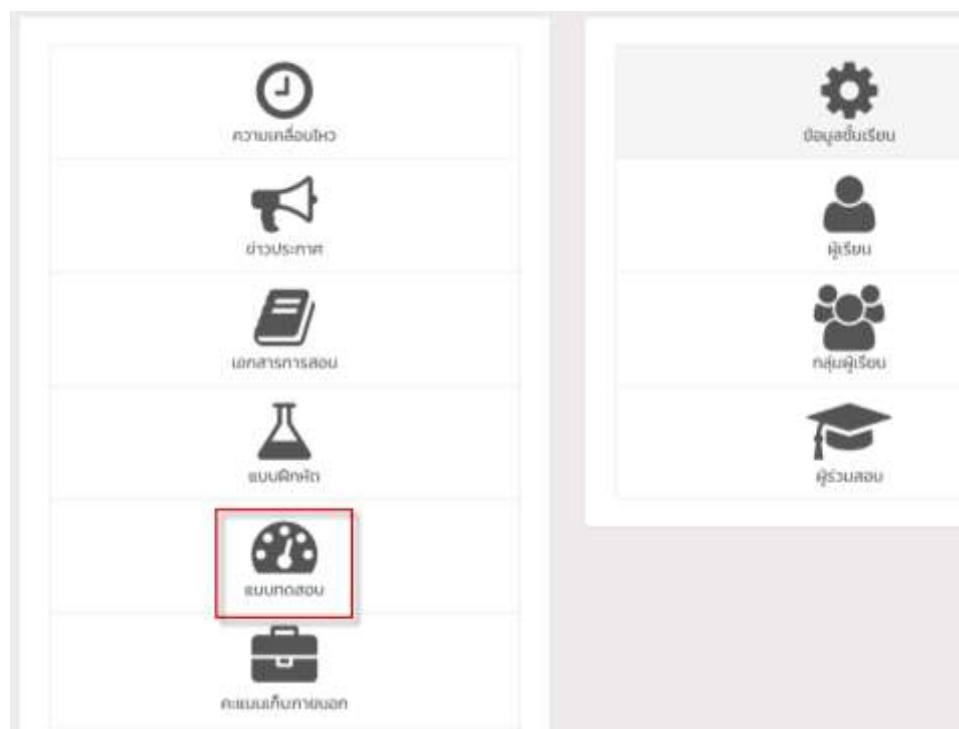 ความเคลื่อนไหว
ข่าวประกาศ
เอกสารการสอน
แบบฝึกหัด
แบบทดสอบ
คะแนนเก็บภายนอก
ข้อมูลชั้นเรียน
ผู้เรียน
กลุ่มผู้เรียน
ผู้ร่วมสอน